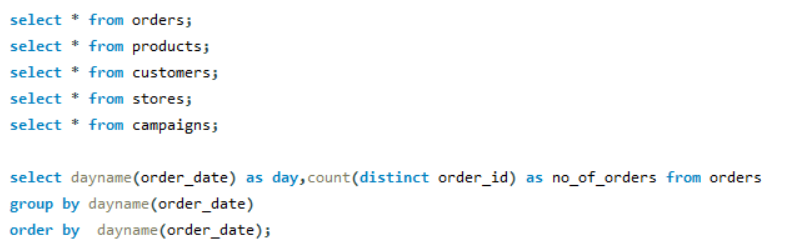 select * from orders;
select * from products;
select * from customers;
select * from stores;
select * from campaigns;
select dayname(order_date) as day,count(distinct order_id) as no_of_orders from orders
group by dayname(order_date)
order by  dayname(order_date);